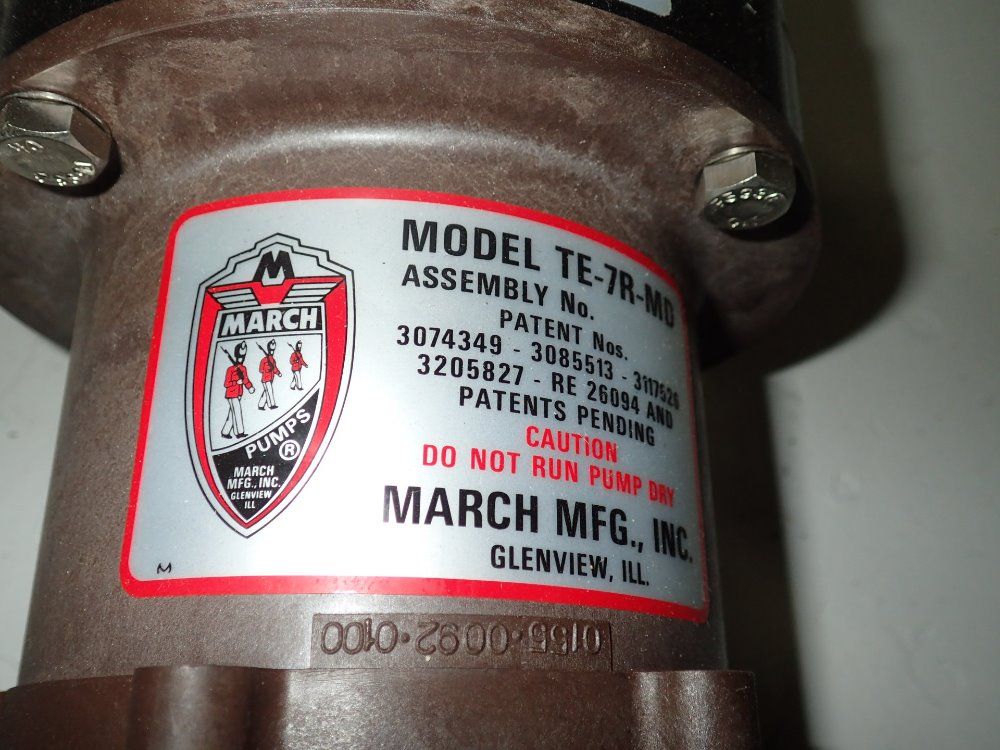 M
MARCH
PUMPS
®
MARCH
MFG., INC.
GLENVIEW
ILL
MODEL TE-7R-MD
ASSEMBLY No.
PATENT Nos.
3074349 - 3085513 - 3117526
3205827 - RE 26094 AND
PATENTS PENDING
CAUTION
DO NOT RUN PUMP DRY
MARCH MFG., INC.
GLENVIEW, ILL.
M
0155·0092·0100